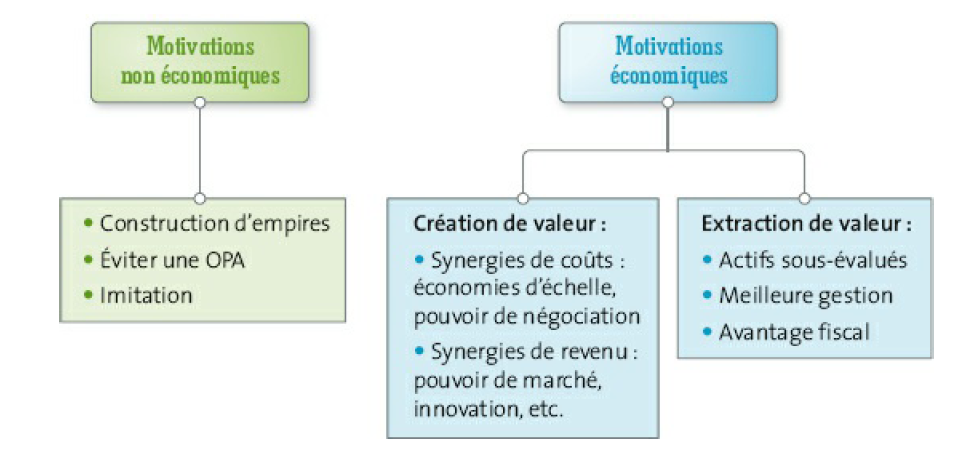 Motivations
non économiques
Motivations
économiques
• Construction d’empires
• Éviter une OPA
• Imitation
Création de valeur :
• Synergies de coûts :
économies d’échelle,
pouvoir de négociation
• Synergies de revenu :
pouvoir de marché,
innovation, etc.
Extraction de valeur :
• Actifs sous-évalués
• Meilleure gestion
• Avantage fiscal